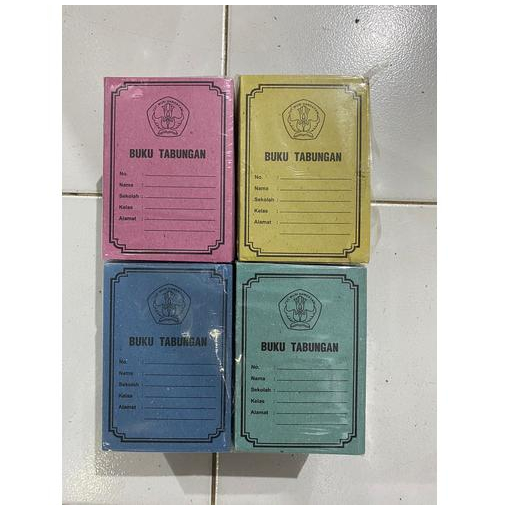 BUKU TABUNGAN
No. :
Nama :
Sekolah :
Kelas :
Alamat :
BUKU TABUNGAN
No. :
Nama :
Sekolah :
Kelas :
Alamat :
BUKU TABUNGAN
No. :
Nama :
Sekolah :
Kelas :
Alamat :
BUKU TABUNGAN
No. :
Nama :
Sekolah :
Kelas :
Alamat :